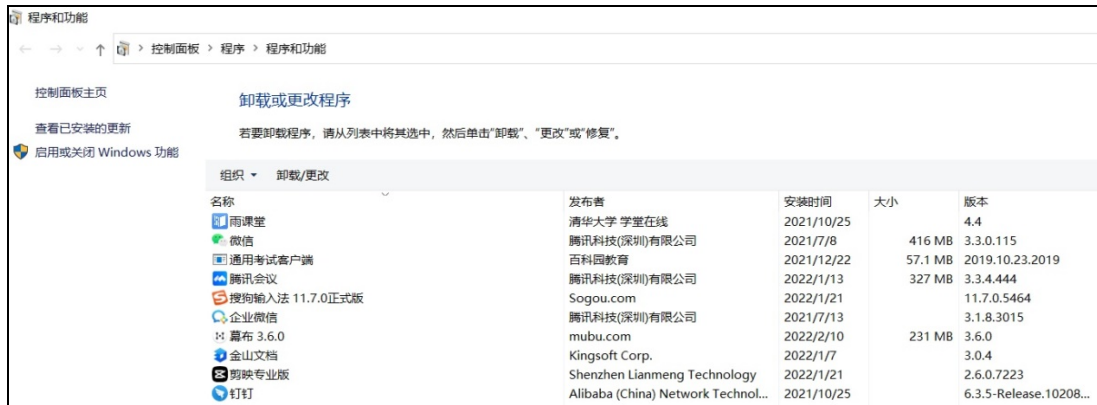 程序和功能
控制面板 > 程序 > 程序和功能
控制面板主页
查看已安装的更新
启用或关闭 Windows 功能
卸载或更改程序
若要卸载程序，请从列表中将其选中，然后单击"卸载"、"更改"或"修复"。
组织 卸载/更改
名称 发布者 安装时间 大小 版本
雨课堂 清华大学 学堂在线 2021/10/25 4.4
微信 腾讯科技(深圳)有限公司 2021/7/8 416 MB 3.3.0.115
通用考试客户端 百科园教育 2021/12/22 57.1 MB 2019.10.23.2019
腾讯会议 腾讯科技(深圳)有限公司 2022/1/13 327 MB 3.3.4.444
搜狗输入法 11.7.0正式版 Sogou.com 2022/1/21 11.7.0.5464
企业微信 腾讯科技(深圳)有限公司 2021/7/13 3.1.8.3015
幕布 3.6.0 mubu.com 2022/2/10 231 MB 3.6.0
金山文档 Kingsoft Corp. 2022/1/7 3.0.4
剪映专业版 Shenzhen Lianmeng Technology 2022/1/21 2.6.0.7223
钉钉 Alibaba (China) Network Technol... 2021/10/25 6.3.5-Release.10208...